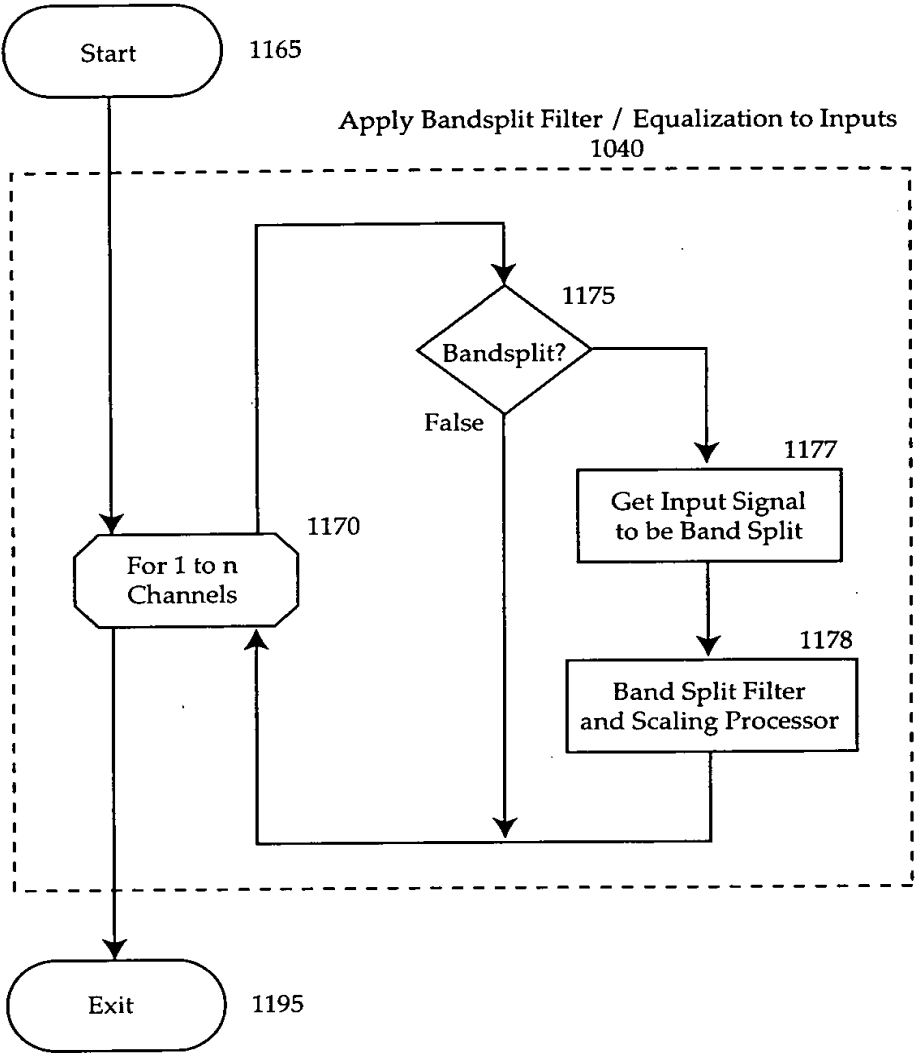 Start
1165
Apply Bandsplit Filter / Equalization to Inputs
1040
1175
Bandsplit?
False
1177
Get Input Signal
to be Band Split
1170
For 1 to n
Channels
1178
Band Split Filter
and Scaling Processor
Exit
1195